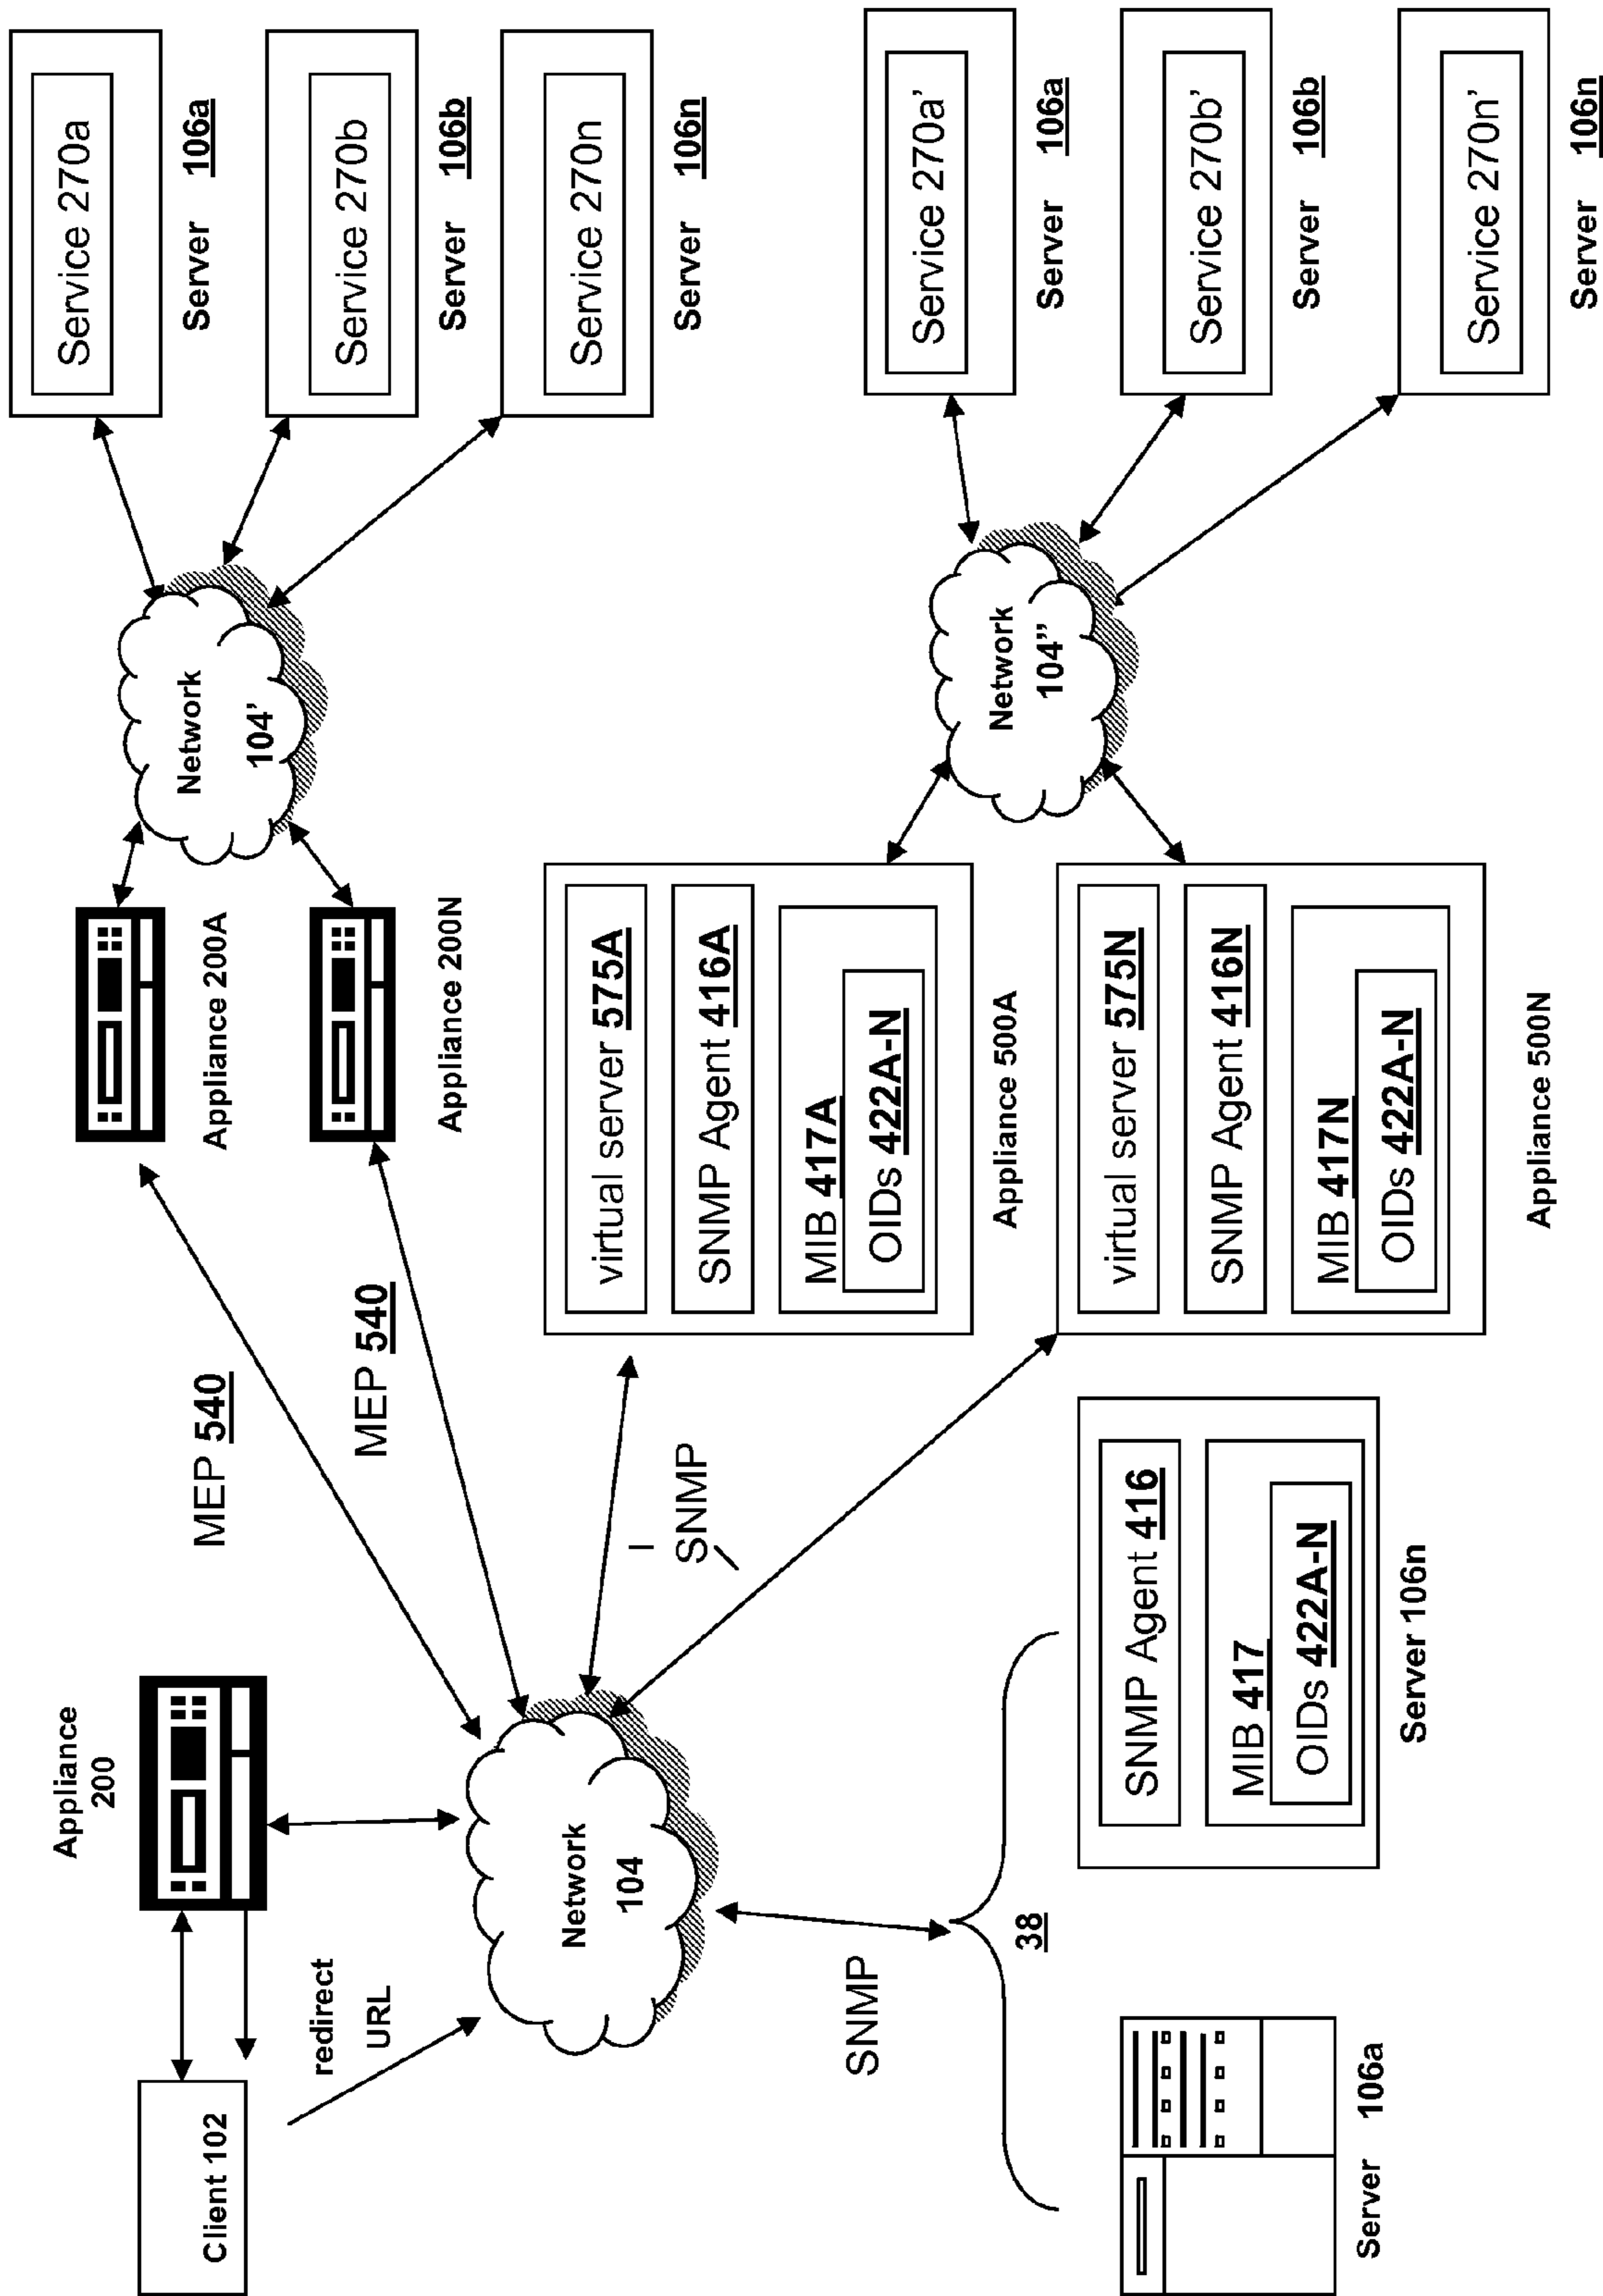 Client 102
redirect
URL
Appliance
200
Network
104
MEP 540
MEP 540
SNMP
SNMP
38
Server 106a
SNMP Agent 416
MIB 417
OIDs 422A-N
Server 106n
Appliance 200A
Appliance 200N
virtual server 575A
SNMP Agent 416A
MIB 417A
OIDs 422A-N
Appliance 500A
virtual server 575N
SNMP Agent 416N
MIB 417N
OIDs 422A-N
Appliance 500N
Network
104’
Network
104”
Service 270a
Server 106a
Service 270b
Server 106b
Service 270n
Server 106n
Service 270a’
Server 106a
Service 270b’
Server 106b
Service 270n’
Server 106n